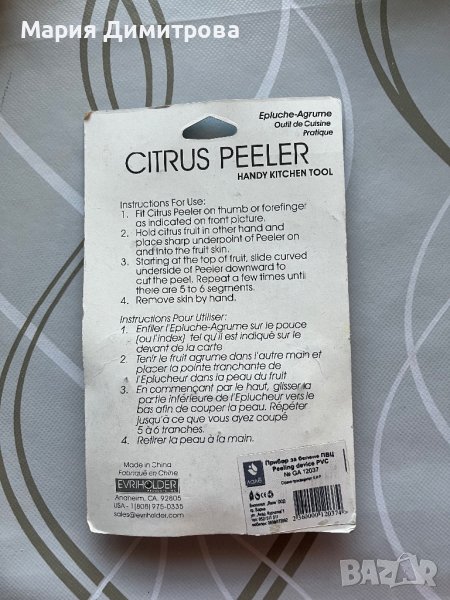 Мария Димитрова
Epluche-Agrume
Outil de Cuisine
Pratique
CITRUS PEELER
HANDY KITCHEN TOOL
Instructions For Use:
1. Fit Citrus Peeler on thumb or forefinger
as indicated on front picture.
2. Hold citrus fruit in other hand and
place sharp underpoint of Peeler on
and into the fruit skin.
3. Starting at the top of fruit, slide curved
underside of Peeler downward to
cut the peel. Repeat a few times until
there are 5 to 6 segments.
4. Remove skin by hand.
Instructions Pour Utiliser:
1. Enfiler l'Epluche-Agrume sur le pouce
(ou l'index) tel qu'il est indiqué sur le
devant de la carte
2 Tenir le fruit agrume dans l'autre main et
placer la pointe tranchante de
l'Eplucheur dans la peau du fruit
3. En commençant par le haut, glisser la
partie inférieure de l'Eplucheur vers le
bas afin de couper la peau. Répéter
jusqu'à ce que vous ayez coupé
5 à 6 tranches.
4. Retirer la peau à la main.
Made in China
Fabriqué en Chine
EVRIHOLDER
Anaheim, CA. 92805
USA - 1(808) 975-0335
sales@evriholder.com
Прибор за белене ПВЦ
Peeling device PVC
№ GA 12037
BAZAR